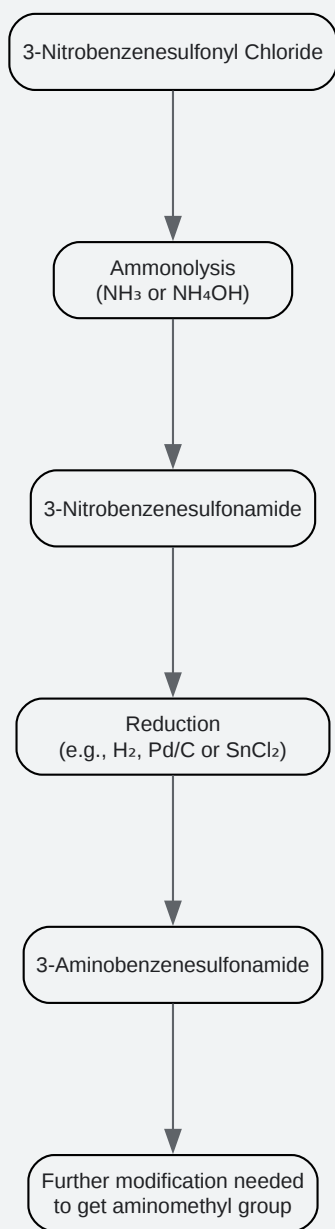 3-Nitrobenzenesulfonyl Chloride
Ammonolysis
(NH₃ or NH₄OH)
3-Nitrobenzenesulfonamide
Reduction
(e.g., H₂, Pd/C or SnCl₂)
3-Aminobenzenesulfonamide
Further modification needed
to get aminomethyl group